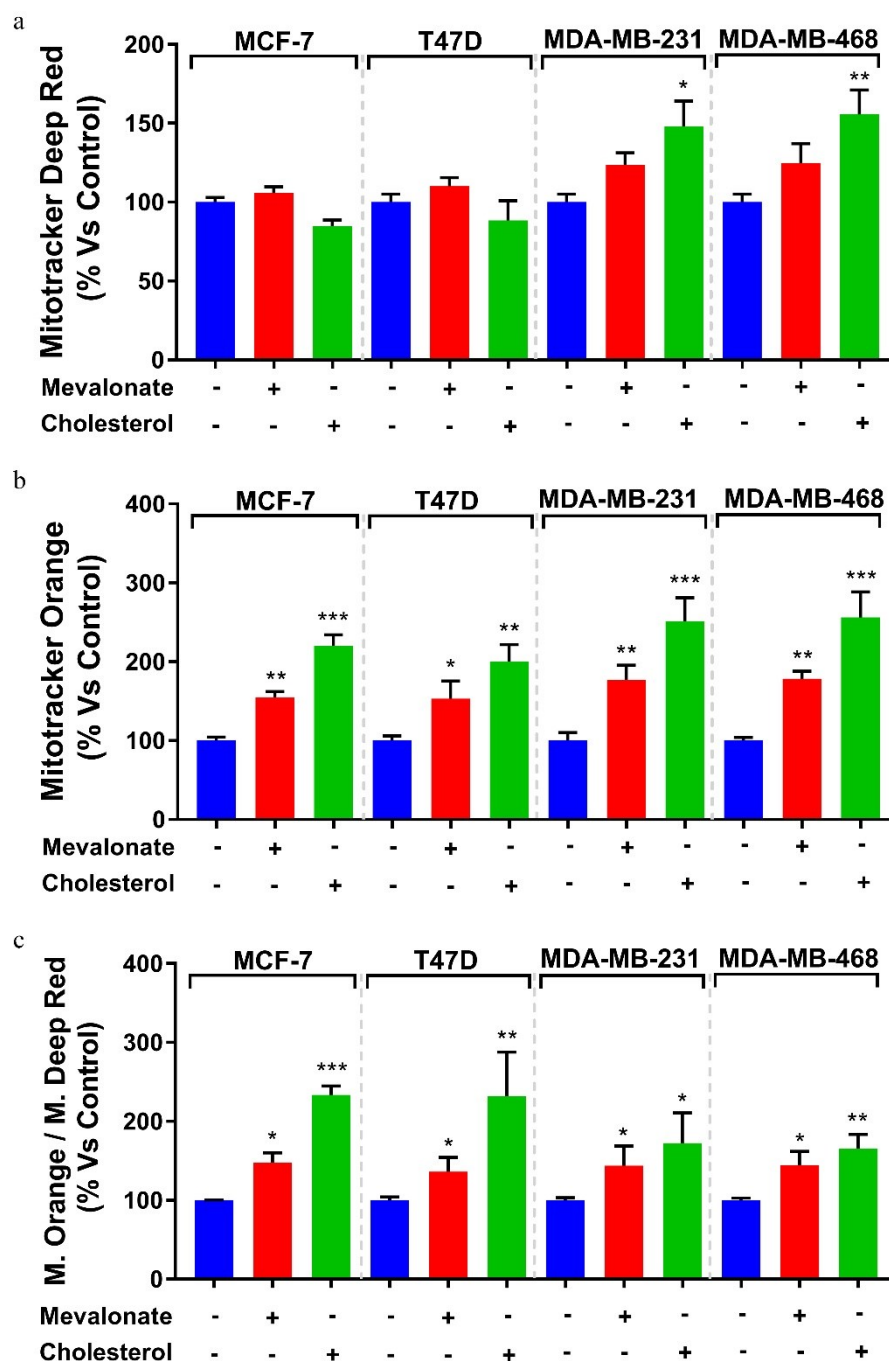 a
MCF-7 T47D MDA-MB-231 MDA-MB-468
Mitotracker Deep Red
(% Vs Control)
200
150
100
50
0
* **
Mevalonate - + - - + - - + - - + -
Cholesterol - - + - - + - - + - - +
b
MCF-7 T47D MDA-MB-231 MDA-MB-468
Mitotracker Orange
(% Vs Control)
400
300
200
100
0
** *** * ** ** *** ** ***
Mevalonate - + - - + - - + - - + -
Cholesterol - - + - - + - - + - - +
c
MCF-7 T47D MDA-MB-231 MDA-MB-468
M. Orange / M. Deep Red
(% Vs Control)
400
300
200
100
0
* *** * ** * * * **
Mevalonate - + - - + - - + - - + -
Cholesterol - - + - - + - - + - - +